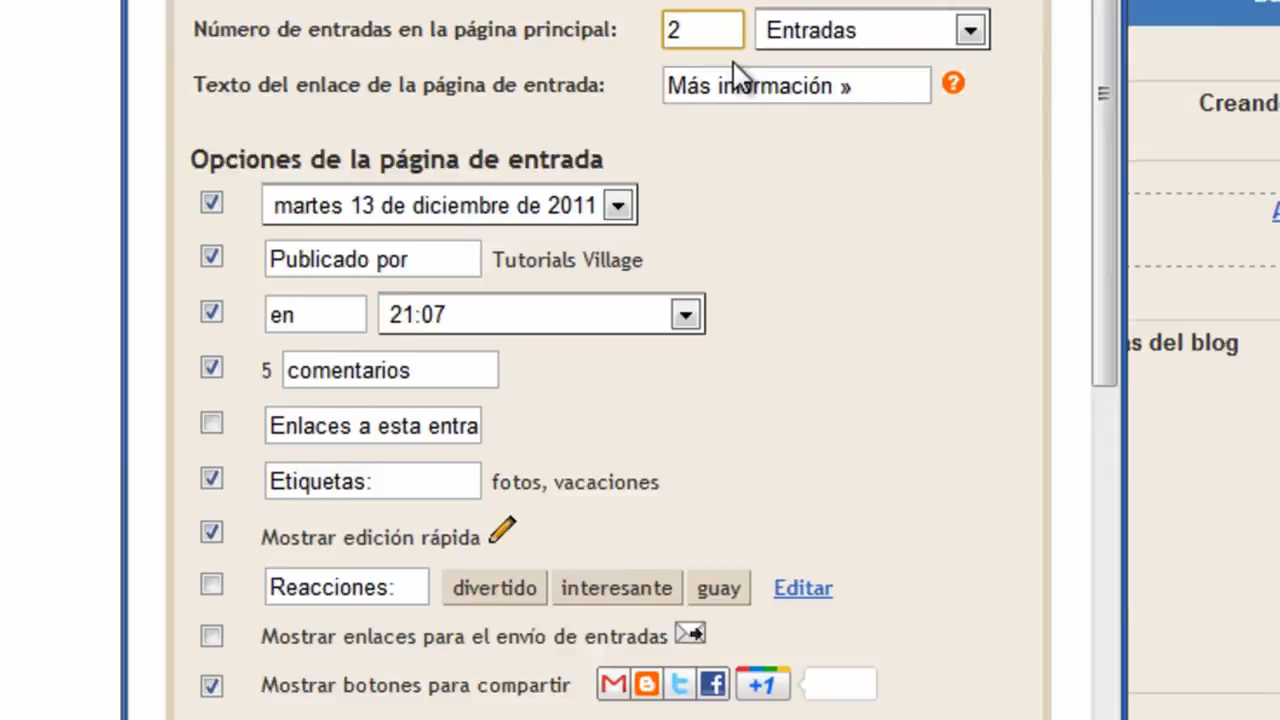 Número de entradas en la página principal: 2 Entradas
Texto del enlace de la página de entrada: Más información »
Creand
Opciones de la página de entrada
martes 13 de diciembre de 2011
Publicado por Tutorials Village
en 21:07
s del blog
5 comentarios
Enlaces a esta entra
Etiquetas: fotos, vacaciones
Mostrar edición rápida
Reacciones: divertido interesante guay Editar
Mostrar enlaces para el envío de entradas
Mostrar botones para compartir +1